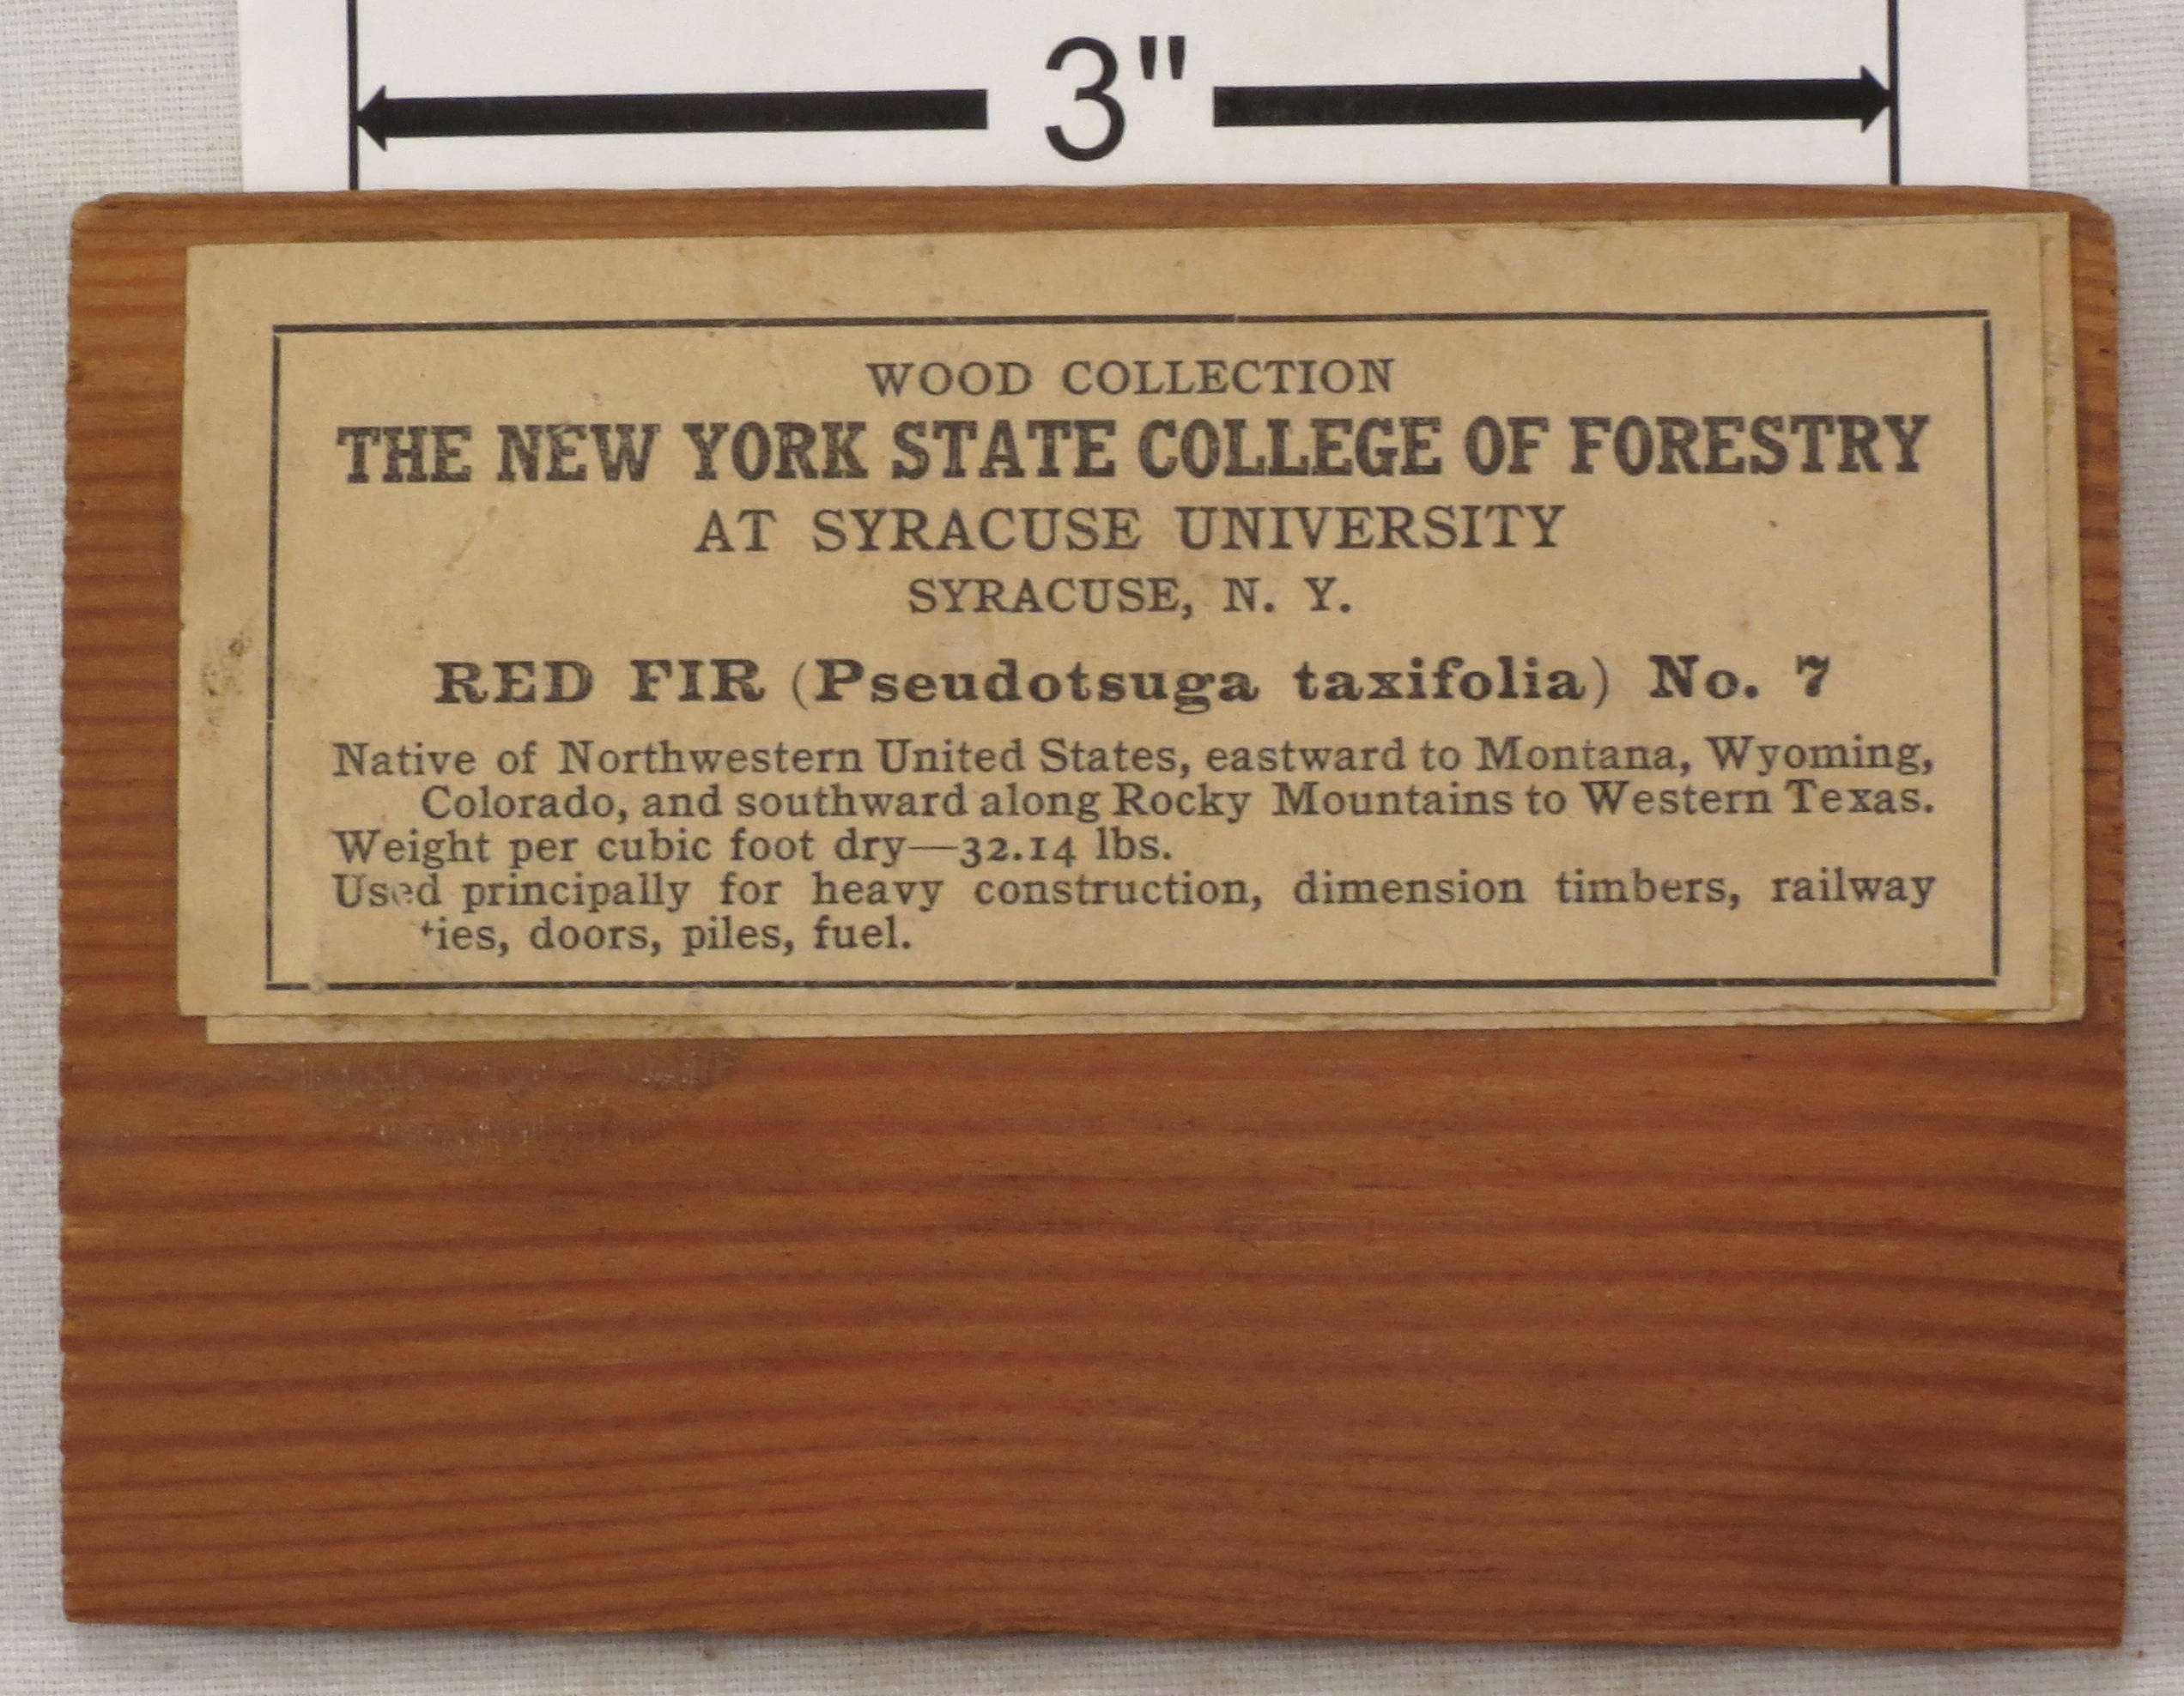 3"
WOOD COLLECTION
THE NEW YORK STATE COLLEGE OF FORESTRY
AT SYRACUSE UNIVERSITY
SYRACUSE, N. Y.
RED FIR (Pseudotsuga taxifolia) No. 7
Native of Northwestern United States, eastward to Montana, Wyoming,
Colorado, and southward along Rocky Mountains to Western Texas.
Weight per cubic foot dry—32.14 lbs.
Used principally for heavy construction, dimension timbers, railway
ties, doors, piles, fuel.